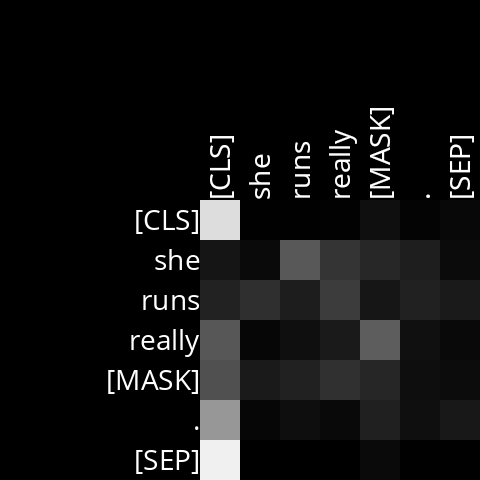 [CLS] she runs really [MASK] . [SEP]
[CLS]
she
runs
really
[MASK]
.
[SEP]